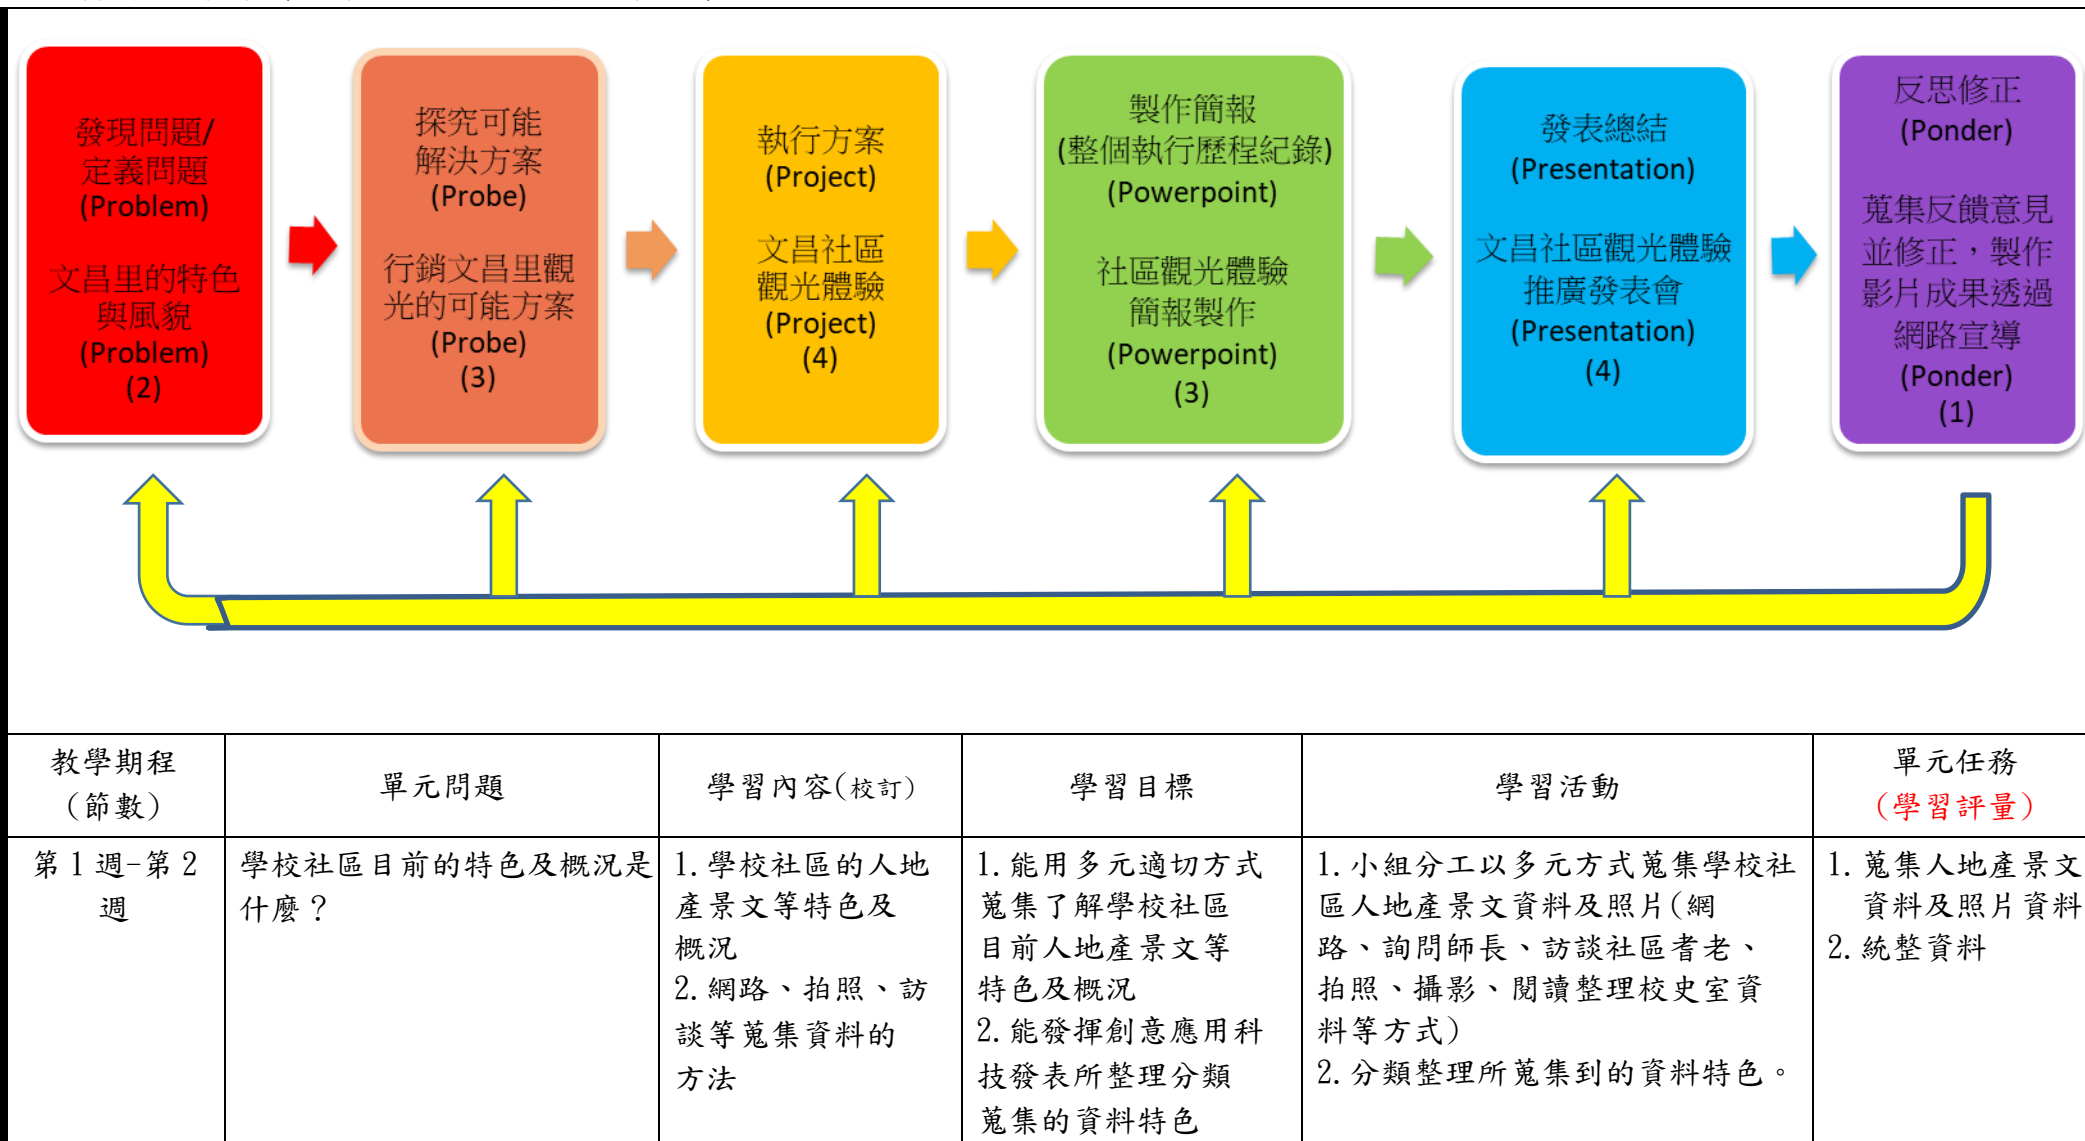 發現問題/
定義問題
(Problem)
文昌里的特色
與風貌
(Problem)
(2)
探究可能
解決方案
(Probe)
行銷文昌里觀
光的可能方案
(Probe)
(3)
執行方案
(Project)
文昌社區
觀光體驗
(Project)
(4)
製作簡報
(整個執行歷程紀錄)
(Powerpoint)
社區觀光體驗
簡報製作
(Powerpoint)
(3)
發表總結
(Presentation)
文昌社區觀光體驗
推廣發表會
(Presentation)
(4)
反思修正
(Ponder)
蒐集反饋意見
並修正，製作
影片成果透過
網路宣導
(Ponder)
(1)
教學期程
(節數)
單元問題
學習內容(校訂)
學習目標
學習活動
單元任務
(學習評量)
第1週-第2
週
學校社區目前的特色及概況是
什麼？
1.學校社區的人地
產景文等特色及
概況
2.網路、拍照、訪
談等蒐集資料的
方法
1.能用多元適切方式
蒐集了解學校社區
目前人地產景文等
特色及概況
2.能發揮創意應用科
技發表所整理分類
蒐集的資料特色
1.小組分工以多元方式蒐集學校社
區人地產景文資料及照片(網
路、詢問師長、訪談社區耆老、
拍照、攝影、閱讀整理校史室資
料等方式)
2.分類整理所蒐集到的資料特色。
1.蒐集人地產景文
資料及照片資料
2.統整資料